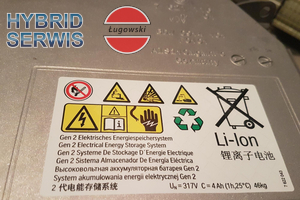 HYBRID
SERWIS
Ługowski
Li-Ion
锂离子电池
Gen 2 Elektrisches Energiespeichersystem
Gen 2 Electrical Energy Storage System
Gen 2 Système De Stockage D´ Energie Electrique
Gen 2 Sistema Almacenador De Energía Eléctrica
Высоковольтная аккумуляторная батарея Gen 2
System akumulowania energii elektrycznej Gen 2
2 代电能存储系统
Uₙ = 317V C = 4Ah (1h,25°C) 46kg